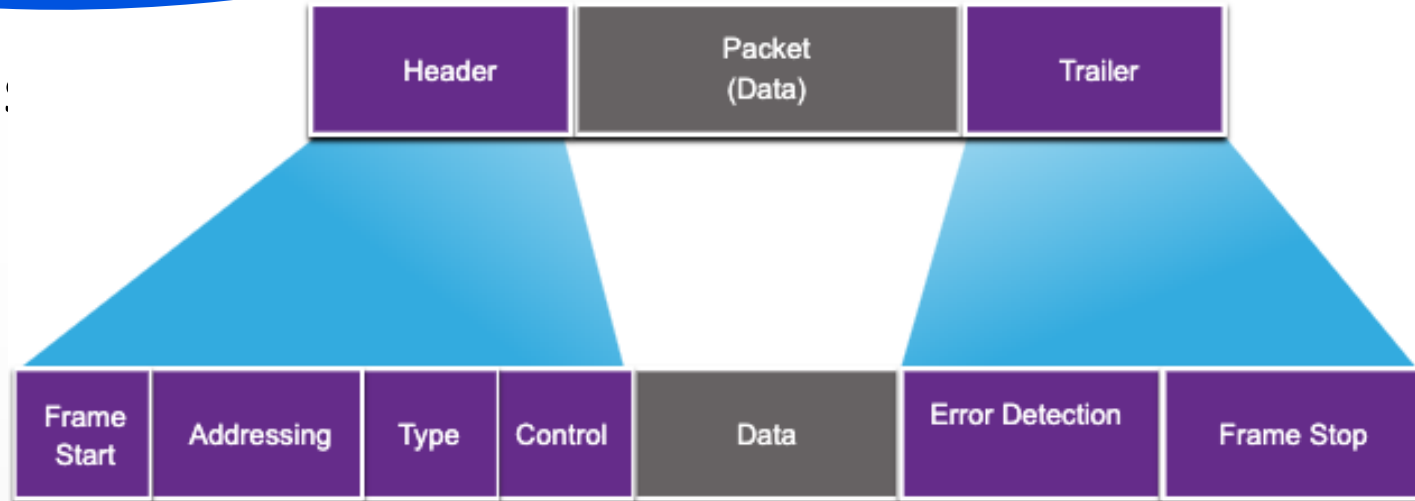 Header
Packet
(Data)
Trailer
Frame
Start
Addressing
Type
Control
Data
Error Detection
Frame Stop